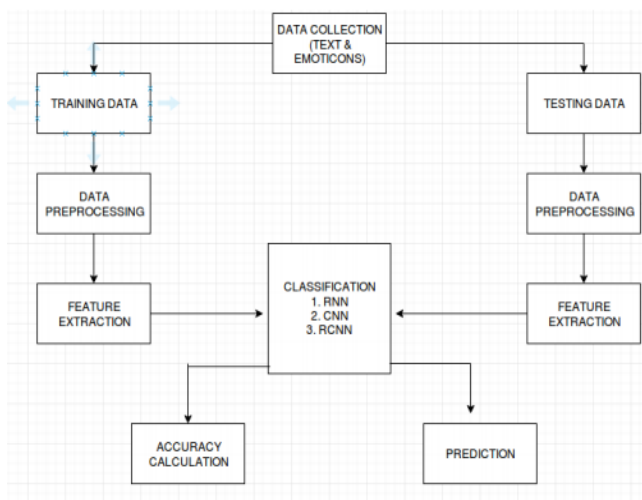 DATA COLLECTION
(TEXT &
EMOTICONS)
TRAINING DATA
TESTING DATA
DATA
PREPROCESSING
DATA
PREPROCESSING
CLASSIFICATION
1. RNN
2. CNN
3. RCNN
FEATURE
EXTRACTION
FEATURE
EXTRACTION
ACCURACY
CALCULATION
PREDICTION